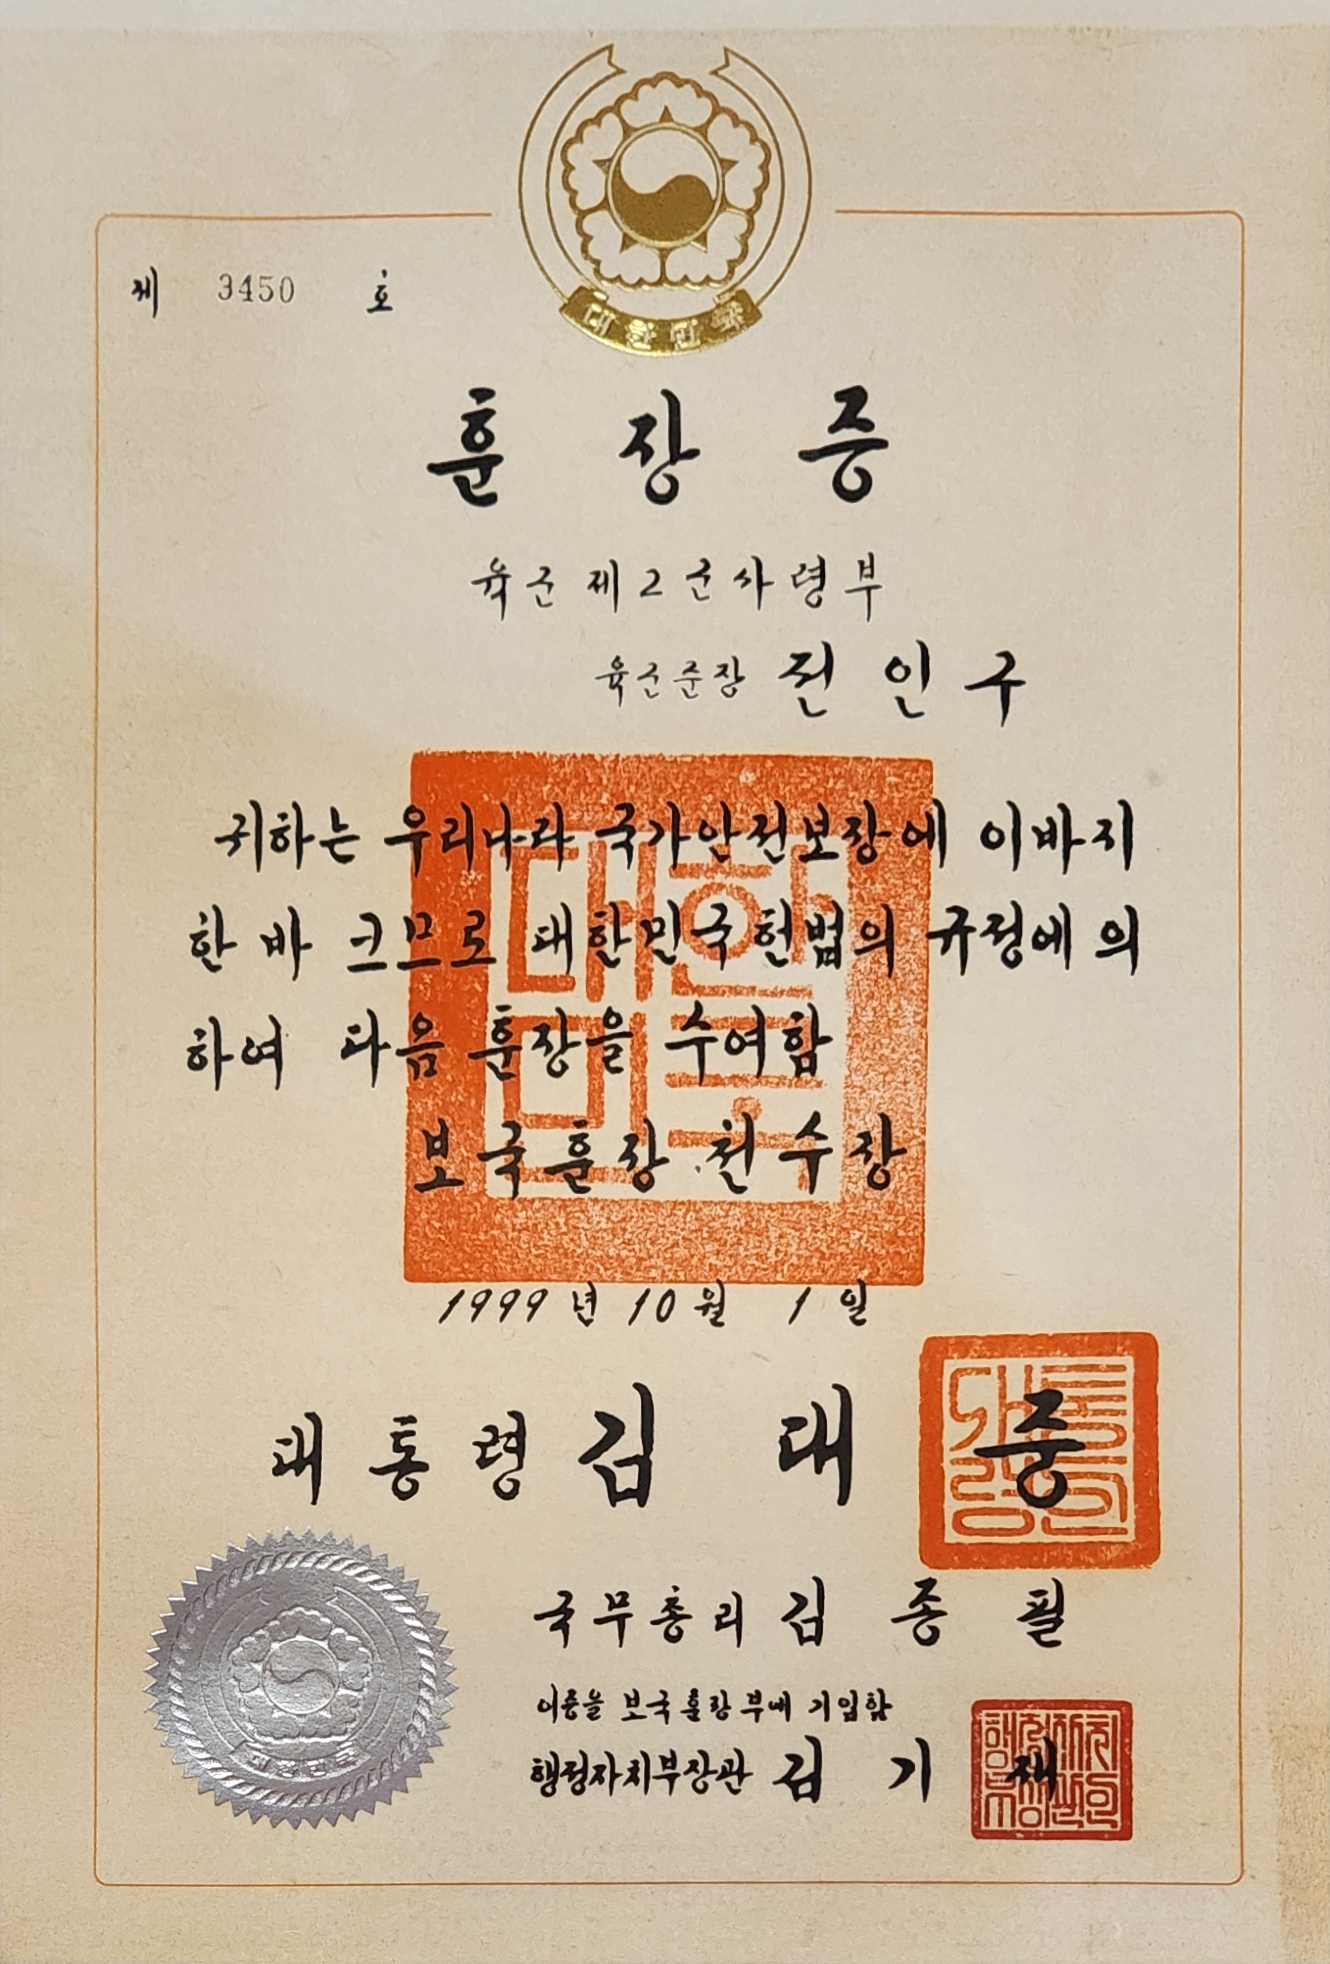 대한민국
제 3450 호
훈장증
육군제2군사령부
육군준장 전인구
귀하는 우리나라 국가안전보장에 이바지
한 바 크므로 대한민국헌법의 규정에 의
하여 다음 훈장을 수여함
보국훈장 천수장
1999년 10월 1일
대통령 김대중
국무총리 김종필
이증을 보국훈장부에 기입함
행정자치부장관 김기재